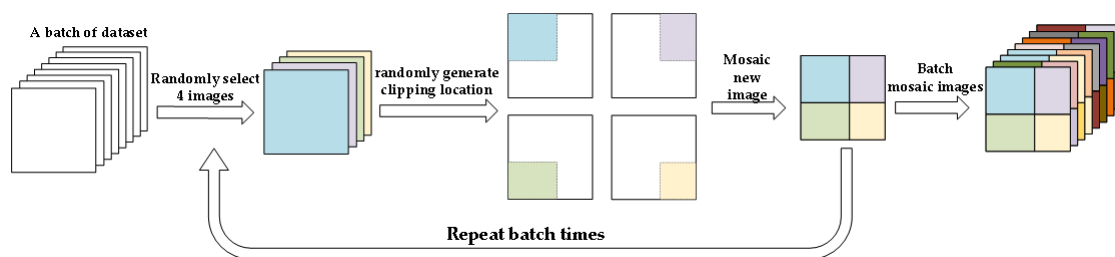 A batch of dataset
Randomly select
4 images
randomly generate
clipping location
Mosaic
new
image
Batch
mosaic images
Repeat batch times